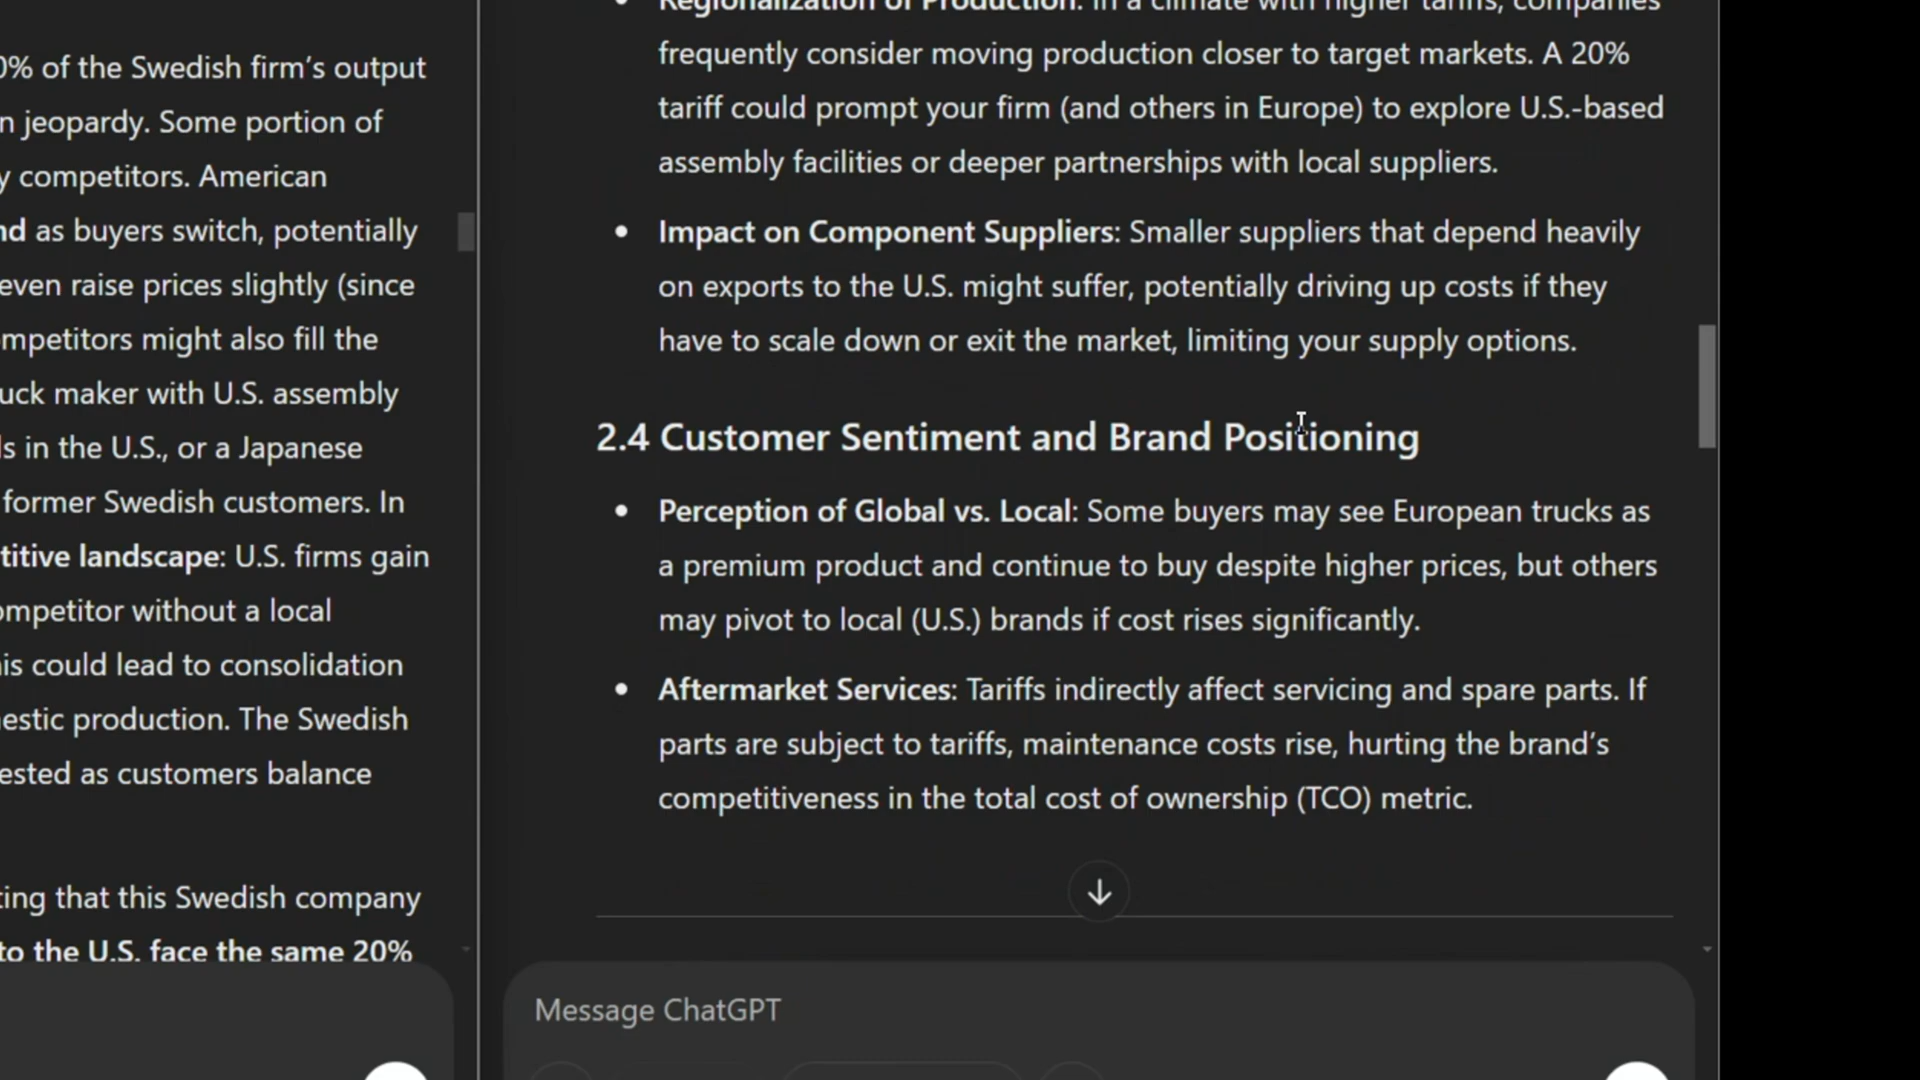 0% of the Swedish firm's output
n jeopardy. Some portion of
y competitors. American
nd as buyers switch, potentially
even raise prices slightly (since
mpetitors might also fill the
uck maker with U.S. assembly
ls in the U.S., or a Japanese
former Swedish customers. In
titive landscape: U.S. firms gain
ompetitor without a local
is could lead to consolidation
nestic production. The Swedish
ested as customers balance
ting that this Swedish company
to the U.S. face the same 20%
Regionalization of Production: In a climate with higher tariffs, companies
frequently consider moving production closer to target markets. A 20%
tariff could prompt your firm (and others in Europe) to explore U.S.-based
assembly facilities or deeper partnerships with local suppliers.
• Impact on Component Suppliers: Smaller suppliers that depend heavily
on exports to the U.S. might suffer, potentially driving up costs if they
have to scale down or exit the market, limiting your supply options.
2.4 Customer Sentiment and Brand Positioning
• Perception of Global vs. Local: Some buyers may see European trucks as
a premium product and continue to buy despite higher prices, but others
may pivot to local (U.S.) brands if cost rises significantly.
• Aftermarket Services: Tariffs indirectly affect servicing and spare parts. If
parts are subject to tariffs, maintenance costs rise, hurting the brand's
competitiveness in the total cost of ownership (TCO) metric.
Message ChatGPT